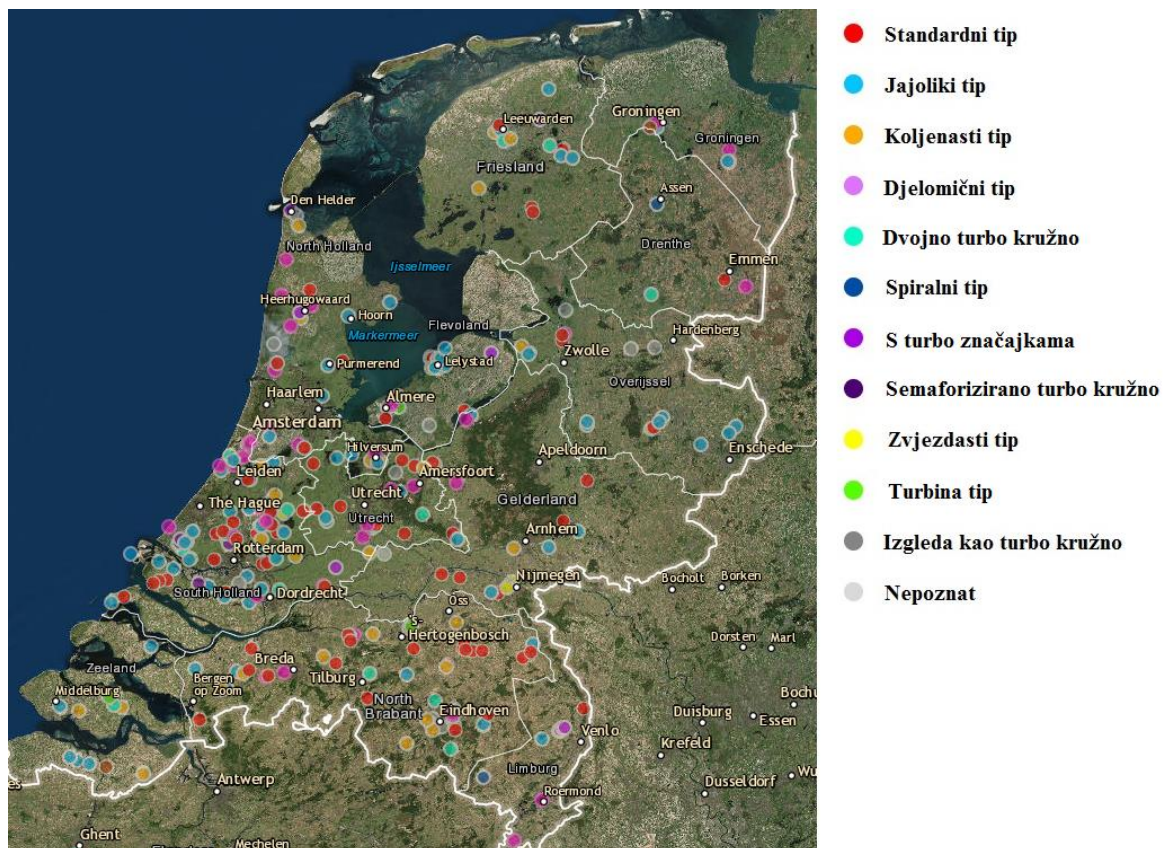 Leeuwarden
Friesland
Groningen
Groningen
Assen
Drenthe
Emmen
Den Helder
North Holland
Ijsselmeer
Heerhugowaard
Hoorn
Markermeer
Flevoland
Purmerend
Lelystad
Zwolle
Hardenberg
Overijssel
Haarlem
Almere
Amsterdam
Hilversum
Apeldoorn
Enschede
Leiden
Amersfoort
The Hague
Utrecht
Utrecht
Gelderland
Arnhem
Rotterdam
Nijmegen
Bocholt
Borken
South Holland
Dordrecht
Oss
's-
Hertogenbosch
Dorsten
Marl
Zeeland
Breda
Tilburg
Bergen
op Zoom
Middelburg
North
Brabant
Eindhoven
Bochu
Duisburg
Essen
Venlo
Krefeld
Limburg
Antwerp
Roermond
Dusseldorf
Wu
es
Ghent
Mechelen
Standardni tip
Jajoliki tip
Koljenasti tip
Djelomični tip
Dvojno turbo kružno
Spiralni tip
S turbo značajkama
Semaforizirano turbo kružno
Zvjezdasti tip
Turbina tip
Izgleda kao turbo kružno
Nepoznat